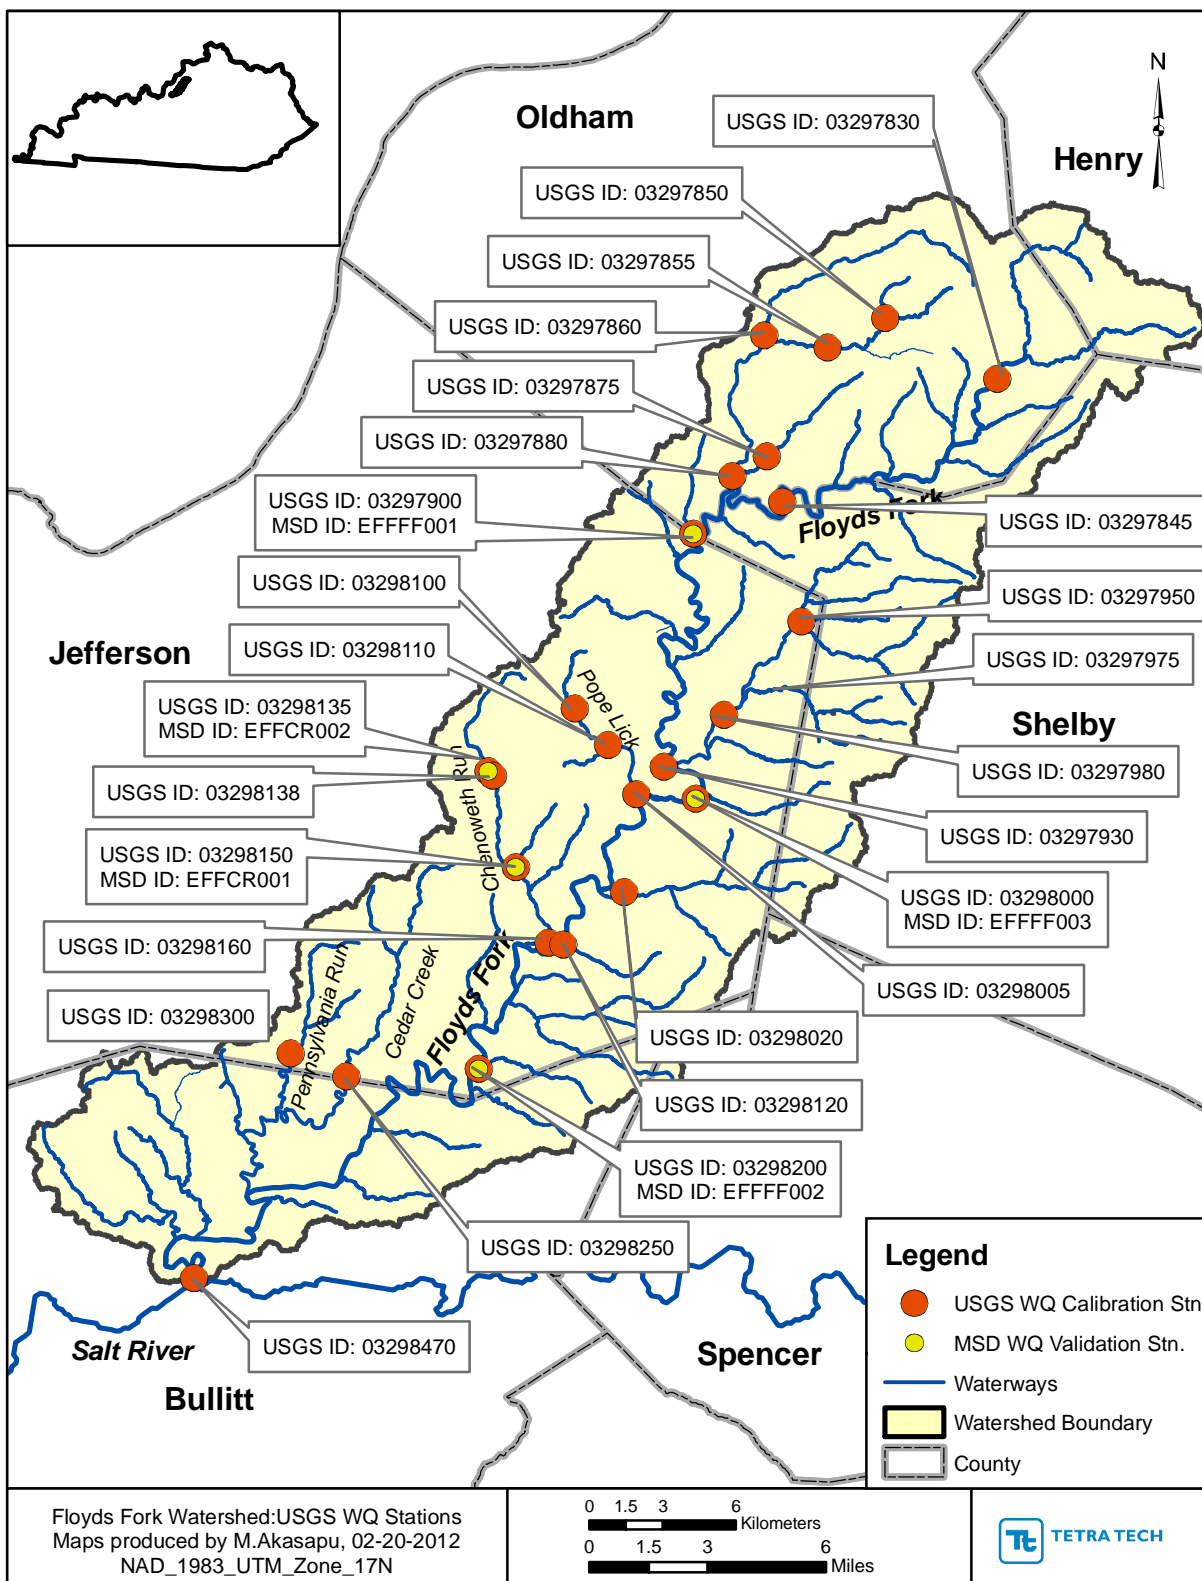 Oldham
USGS ID: 03297830
N
Henry
USGS ID: 03297850
USGS ID: 03297855
USGS ID: 03297860
USGS ID: 03297875
USGS ID: 03297880
USGS ID: 03297900
MSD ID: EFFFF001
Floyds Fork
USGS ID: 03297845
USGS ID: 03298100
USGS ID: 03297950
Jefferson
USGS ID: 03298110
USGS ID: 03297975
Pope Lick
USGS ID: 03298135
MSD ID: EFFCR002
Shelby
USGS ID: 03298138
Chenoweth Run
USGS ID: 03297980
USGS ID: 03297930
USGS ID: 03298150
MSD ID: EFFCR001
USGS ID: 03298000
MSD ID: EFFFF003
USGS ID: 03298160
USGS ID: 03298005
USGS ID: 03298300
Pennsylvania Run
Cedar Creek
Floyds Fork
USGS ID: 03298020
USGS ID: 03298120
USGS ID: 03298200
MSD ID: EFFFF002
USGS ID: 03298250
USGS ID: 03298470
Salt River
Bullitt
Spencer
Legend
USGS WQ Calibration Stn
MSD WQ Validation Stn.
Waterways
Watershed Boundary
County
Floyds Fork Watershed:USGS WQ Stations
Maps produced by M.Akasapu, 02-20-2012
NAD_1983_UTM_Zone_17N
0 1.5 3 6
Kilometers
0 1.5 3 6
Miles
Tt TETRA TECH